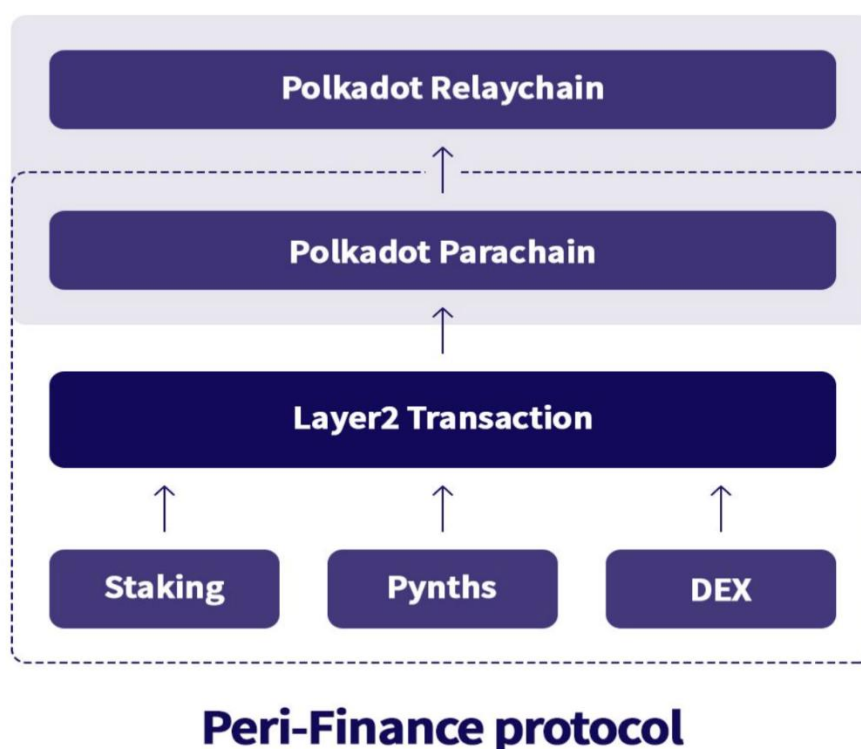 Polkadot Relaychain
Polkadot Parachain
Layer2 Transaction
Staking
Pynths
DEX
Peri-Finance protocol